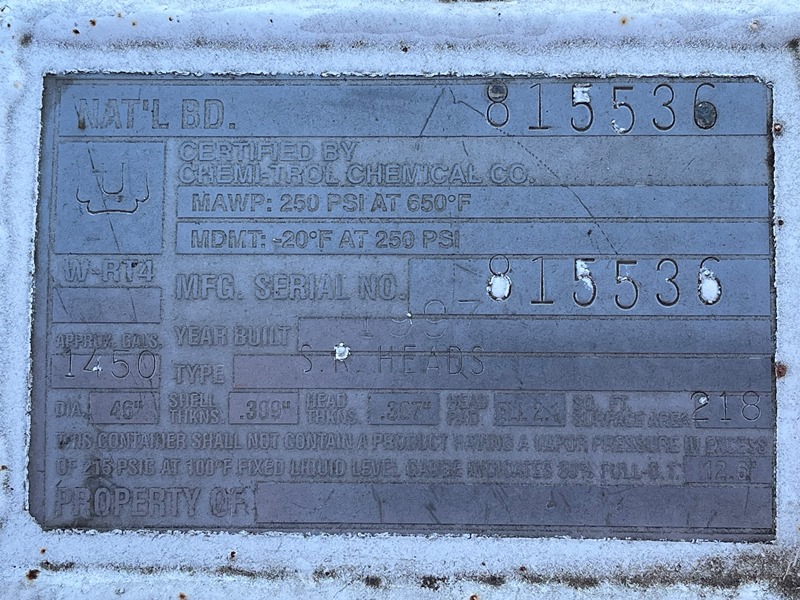 NAT'L BD. 815536
U
CERTIFIED BY
CHEMI-TROL CHEMICAL CO.
MAWP: 250 PSI AT 650°F
MDMT: -20°F AT 250 PSI
W-RT4
MFG. SERIAL NO. 815536
YEAR BUILT 1997
APPROX. GALS.
1450
TYPE S.R. HEADS
DIA. 46" SHELL THKNS. HEAD THKNS. HEAD SQ. FT. SURFACE AREA 218
THIS CONTAINER SHALL NOT CONTAIN A PRODUCT HAVING A VAPOR PRESSURE IN EXCESS
OF 215 PSIG AT 100°F FIXED LIQUID LEVEL GAUGE INDICATES 80% FULL-D.T. 12.6"
PROPERTY OF